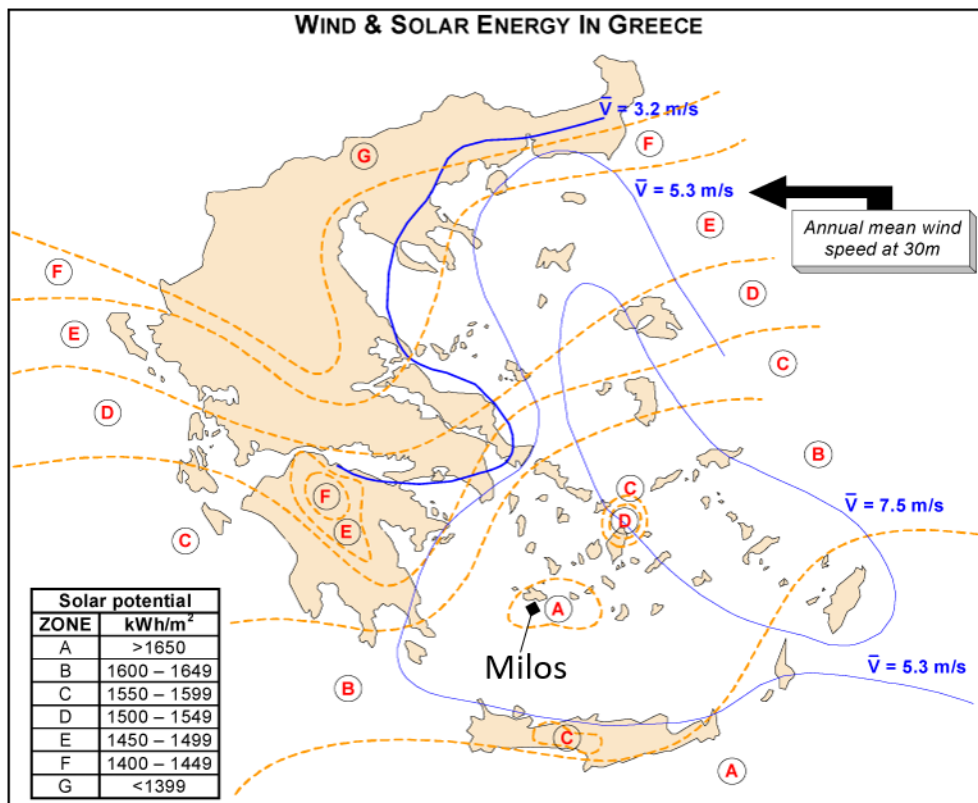 WIND & SOLAR ENERGY IN GREECE
V̄ = 3.2 m/s
G
F
V̄ = 5.3 m/s
Annual mean wind
speed at 30m
E
F
D
E
C
D
B
C
F
D
V̄ = 7.5 m/s
E
C
A
Milos
B
V̄ = 5.3 m/s
C
A
Solar potential
ZONE kWh/m²
A >1650
B 1600 – 1649
C 1550 – 1599
D 1500 – 1549
E 1450 – 1499
F 1400 – 1449
G <1399